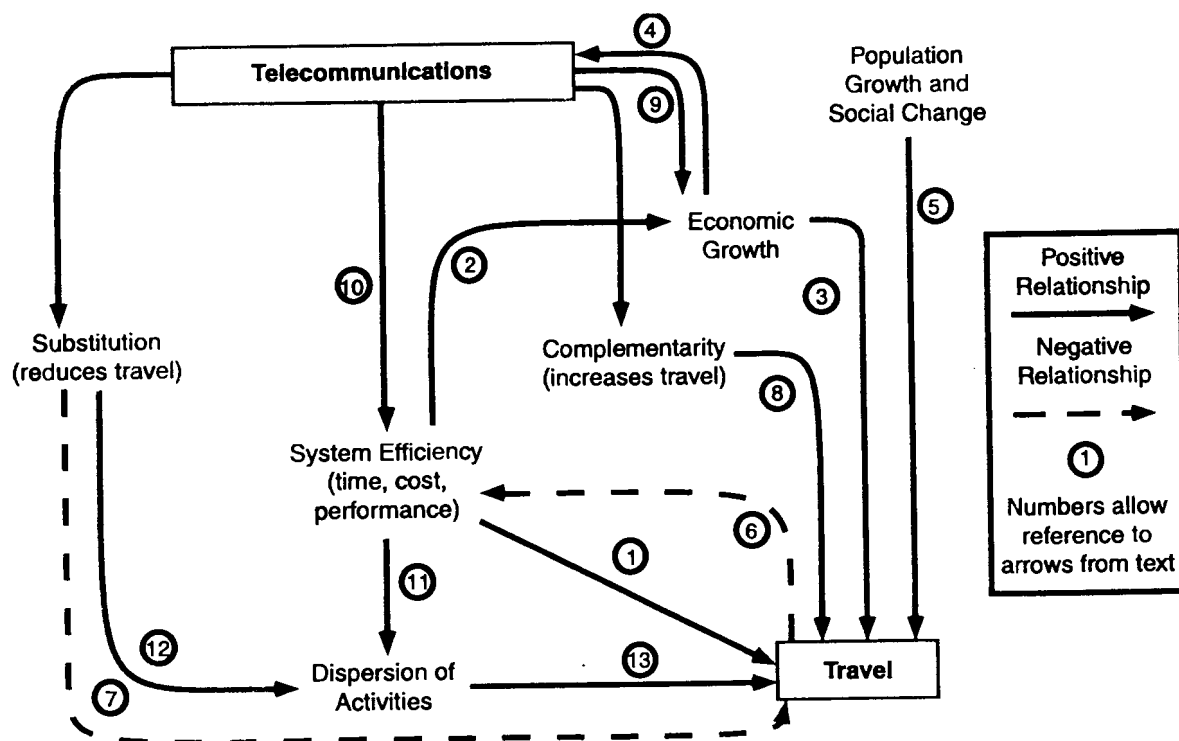 Telecommunications
4
9
Population
Growth and
Social Change
5
Economic
Growth
2
10
3
Positive
Relationship
Negative
Relationship
1
Numbers allow
reference to
arrows from text
Substitution
(reduces travel)
Complementarity
(increases travel)
8
System Efficiency
(time, cost,
performance)
6
1
11
12
7
Dispersion of
Activities
13
Travel